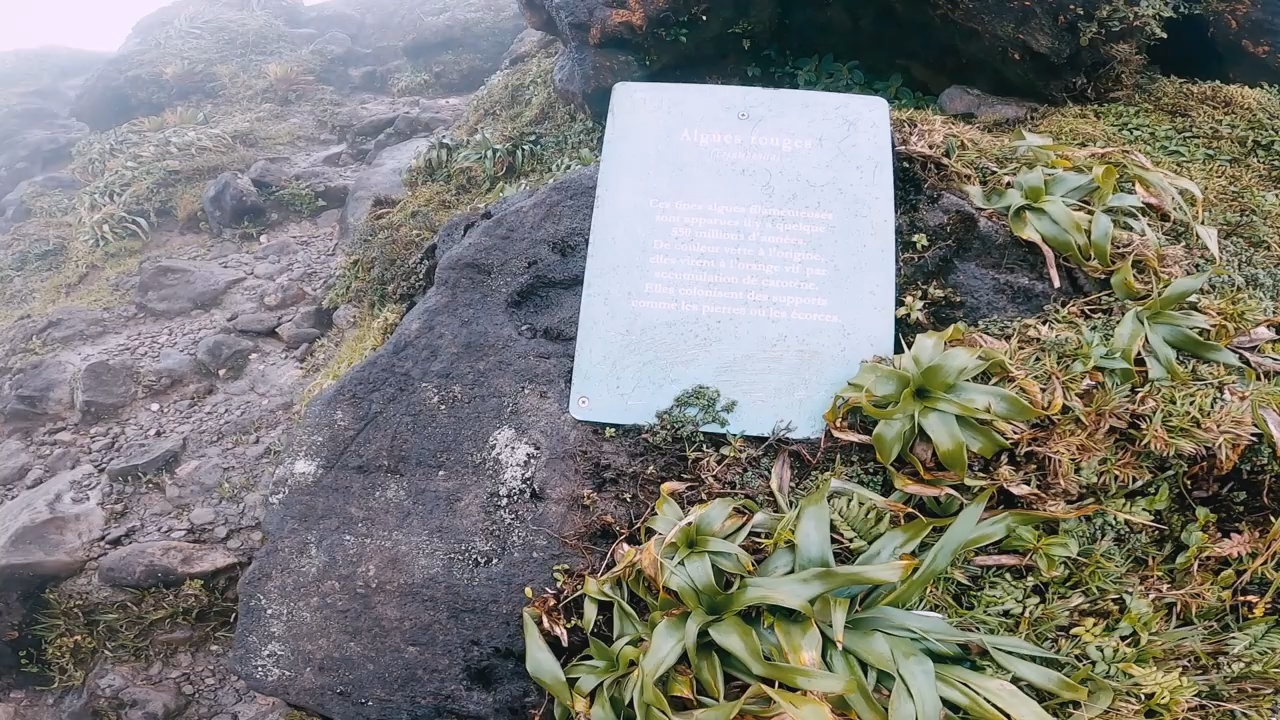 Algues rouges
Ces fines algues filamenteuses
sont apparues il y a quelque
350 millions d'années.
De couleur verte à l'origine,
elles virent à l'orange vif par
accumulation de carotène.
Elles colonisent des supports
comme les pierres ou les écorces.